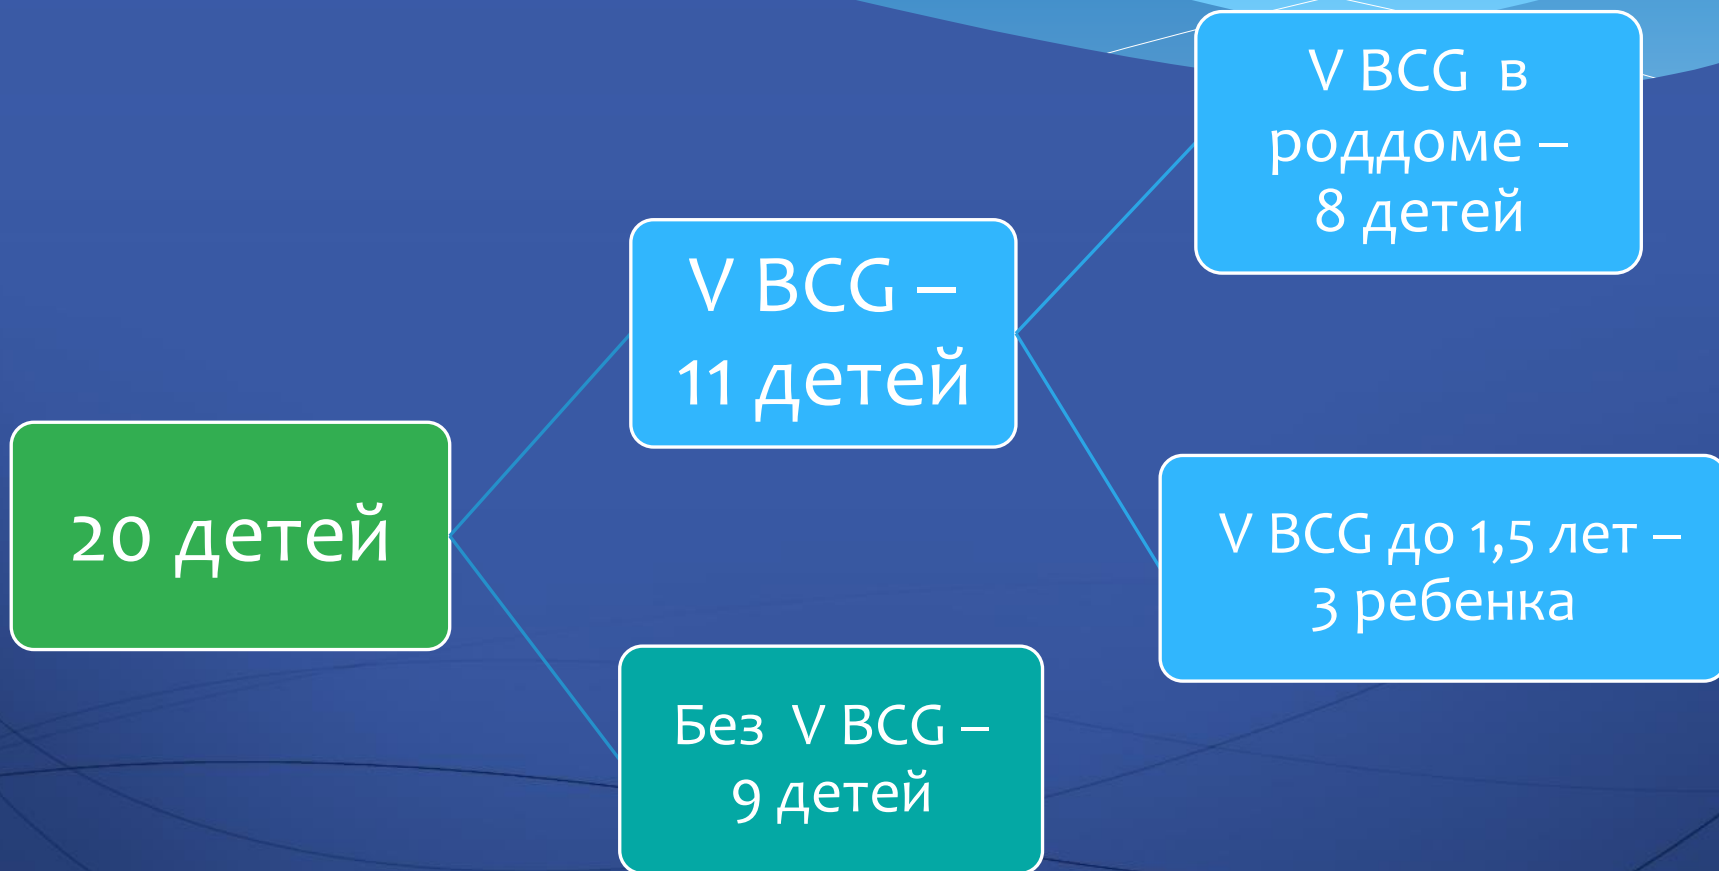 V BCG в
роддоме –
8 детей
V BCG –
11 детей
20 детей
V BCG до 1,5 лет –
3 ребенка
Без V BCG –
9 детей